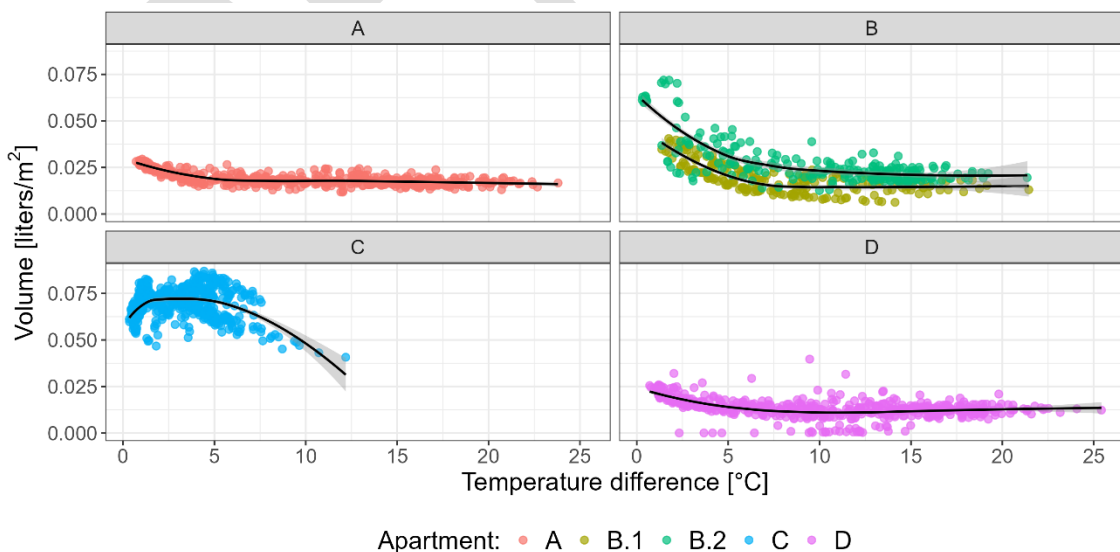 A
B
Volume [liters/m²]
0.075
0.050
0.025
0.000
C
D
0.075
0.050
0.025
0.000
0 5 10 15 20 25
0 5 10 15 20 25
Temperature difference [°C]
Apartment: A B.1 B.2 C D